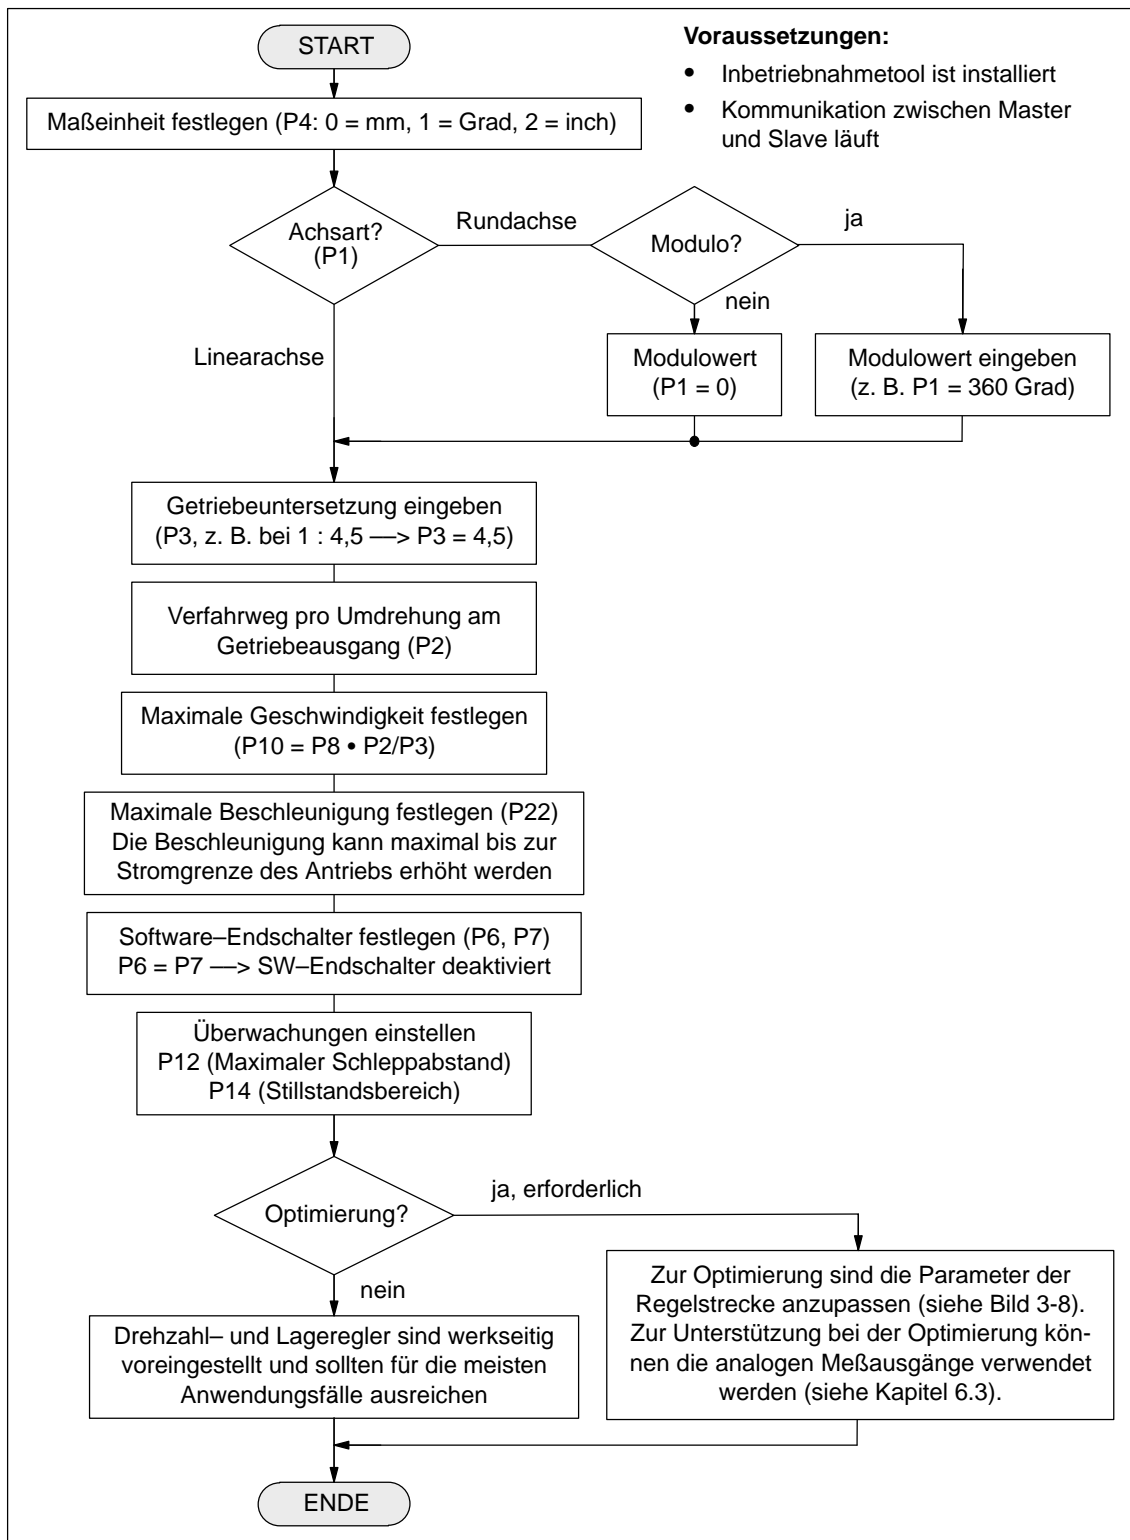 START
Voraussetzungen:
• Inbetriebnahmetool ist installiert
• Kommunikation zwischen Master
und Slave läuft
Maßeinheit festlegen (P4: 0 = mm, 1 = Grad, 2 = inch)
Achsart?
(P1)
Rundachse
Modulo?
ja
nein
Linearachse
Modulowert
(P1 = 0)
Modulowert eingeben
(z. B. P1 = 360 Grad)
Getriebeuntersetzung eingeben
(P3, z. B. bei 1 : 4,5 —> P3 = 4,5)
Verfahrweg pro Umdrehung am
Getriebeausgang (P2)
Maximale Geschwindigkeit festlegen
(P10 = P8 • P2/P3)
Maximale Beschleunigung festlegen (P22)
Die Beschleunigung kann maximal bis zur
Stromgrenze des Antriebs erhöht werden
Software–Endschalter festlegen (P6, P7)
P6 = P7 —> SW–Endschalter deaktiviert
Überwachungen einstellen
P12 (Maximaler Schleppabstand)
P14 (Stillstandsbereich)
Optimierung?
ja, erforderlich
nein
Drehzahl– und Lageregler sind werkseitig
voreingestellt und sollten für die meisten
Anwendungsfälle ausreichen
Zur Optimierung sind die Parameter der
Regelstrecke anzupassen (siehe Bild 3-8).
Zur Unterstützung bei der Optimierung kön-
nen die analogen Meßausgänge verwendet
werden (siehe Kapitel 6.3).
ENDE